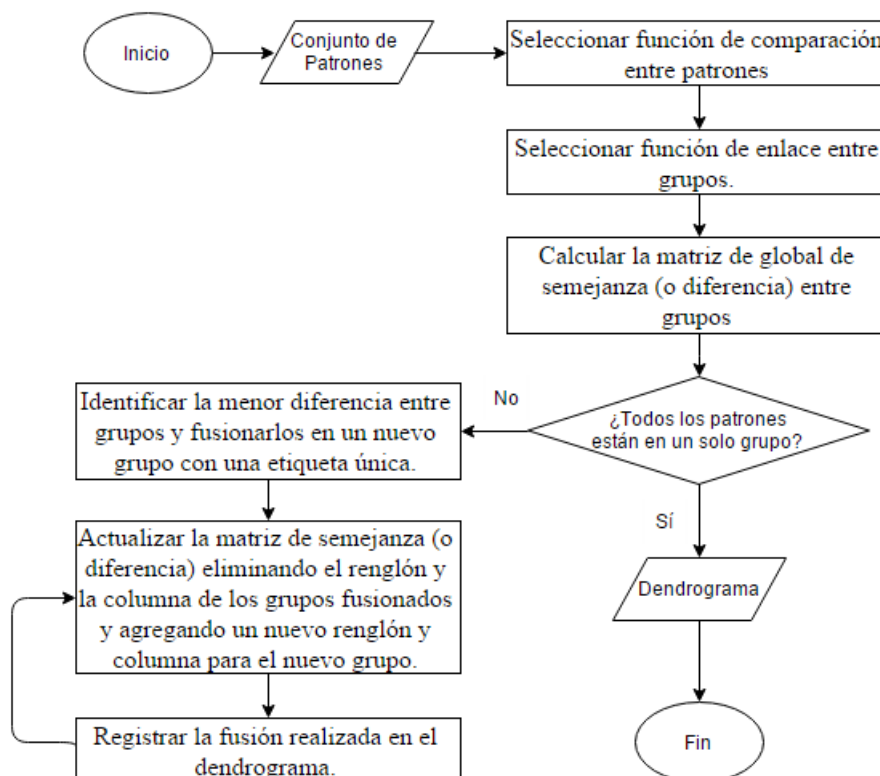 Inicio
Conjunto de
Patrones
Seleccionar función de comparación
entre patrones
Seleccionar función de enlace entre
grupos.
Calcular la matriz de global de
semejanza (o diferencia) entre
grupos
¿Todos los patrones
están en un solo grupo?
No
Identificar la menor diferencia entre
grupos y fusionarlos en un nuevo
grupo con una etiqueta única.
Actualizar la matriz de semejanza (o
diferencia) eliminando el renglón y
la columna de los grupos fusionados
y agregando un nuevo renglón y
columna para el nuevo grupo.
Registrar la fusión realizada en el
dendrograma.
Sí
Dendrograma
Fin